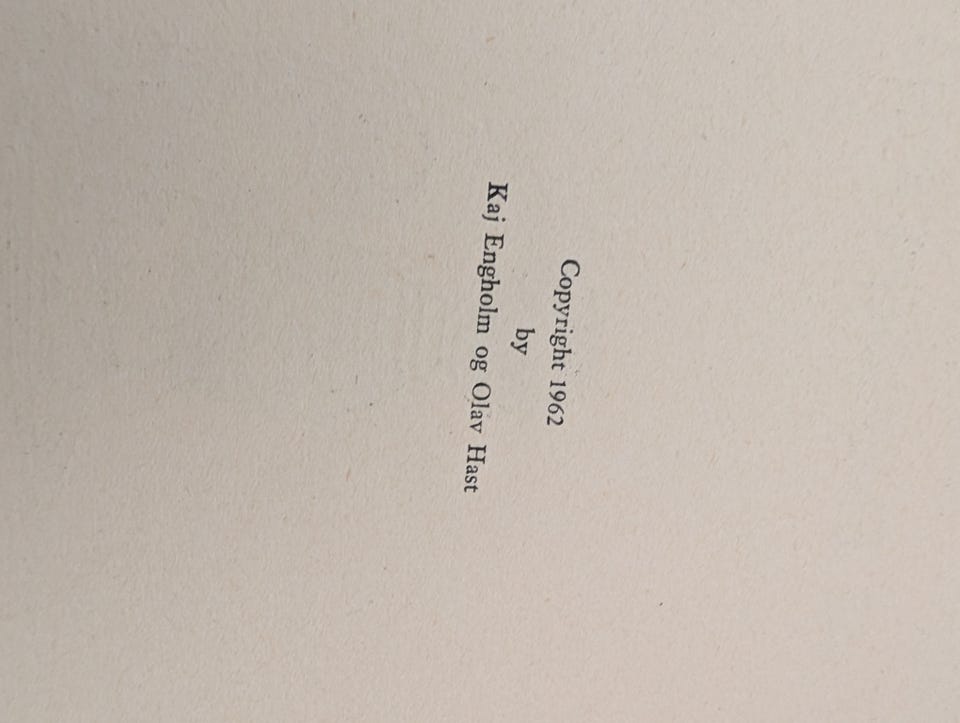 Copyright 1962
by
Kaj Engholm og Olav Hast